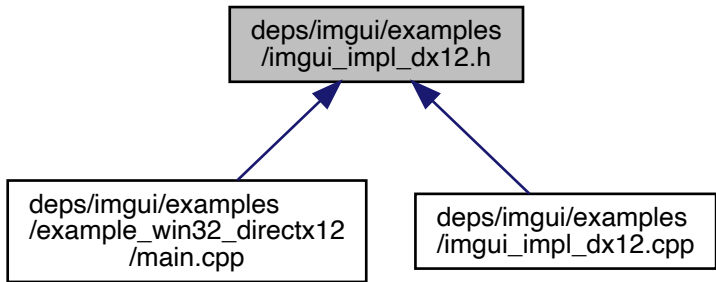 deps/imgui/examples
/imgui_impl_dx12.h
deps/imgui/examples
/example_win32_directx12
/main.cpp
deps/imgui/examples
/imgui_impl_dx12.cpp